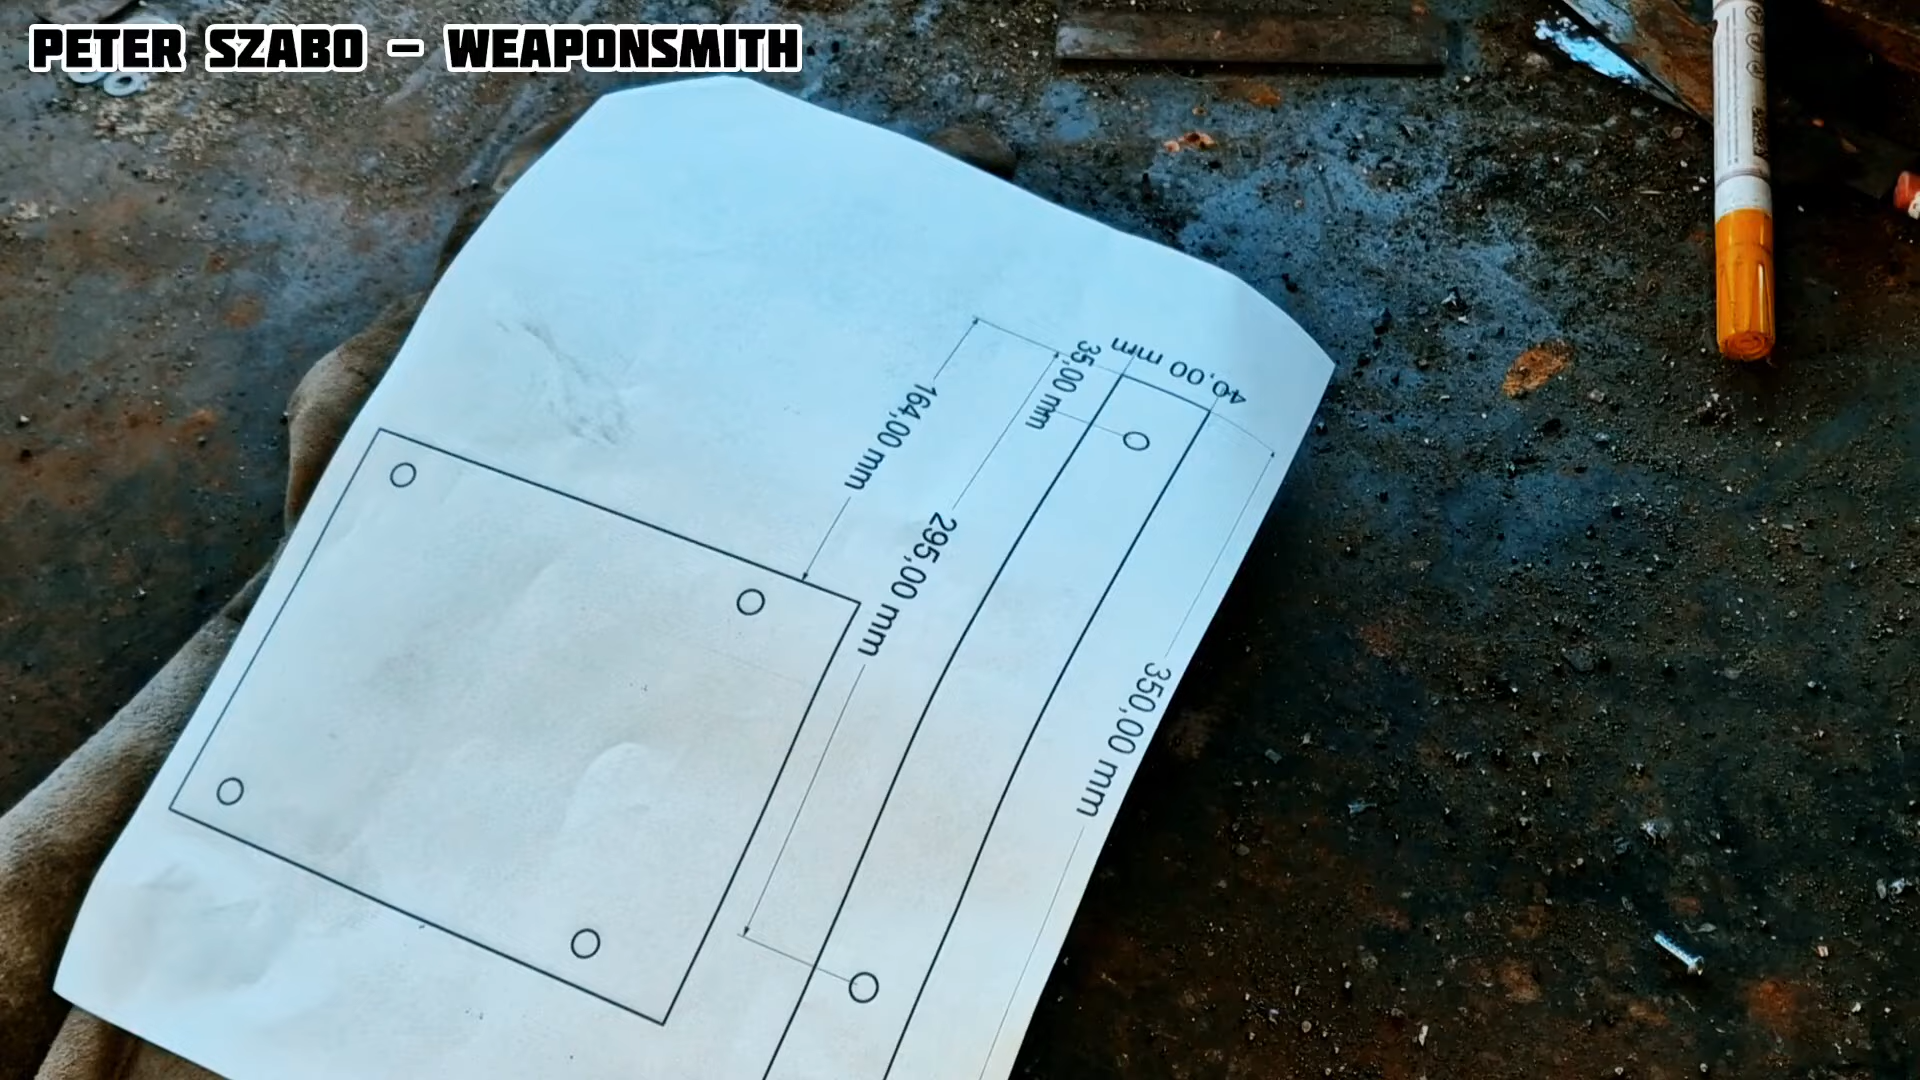 PETER SZABO - WEAPONSMITH
40,00 mm
35,00 mm
164,00 mm
295,00 mm
350,00 mm